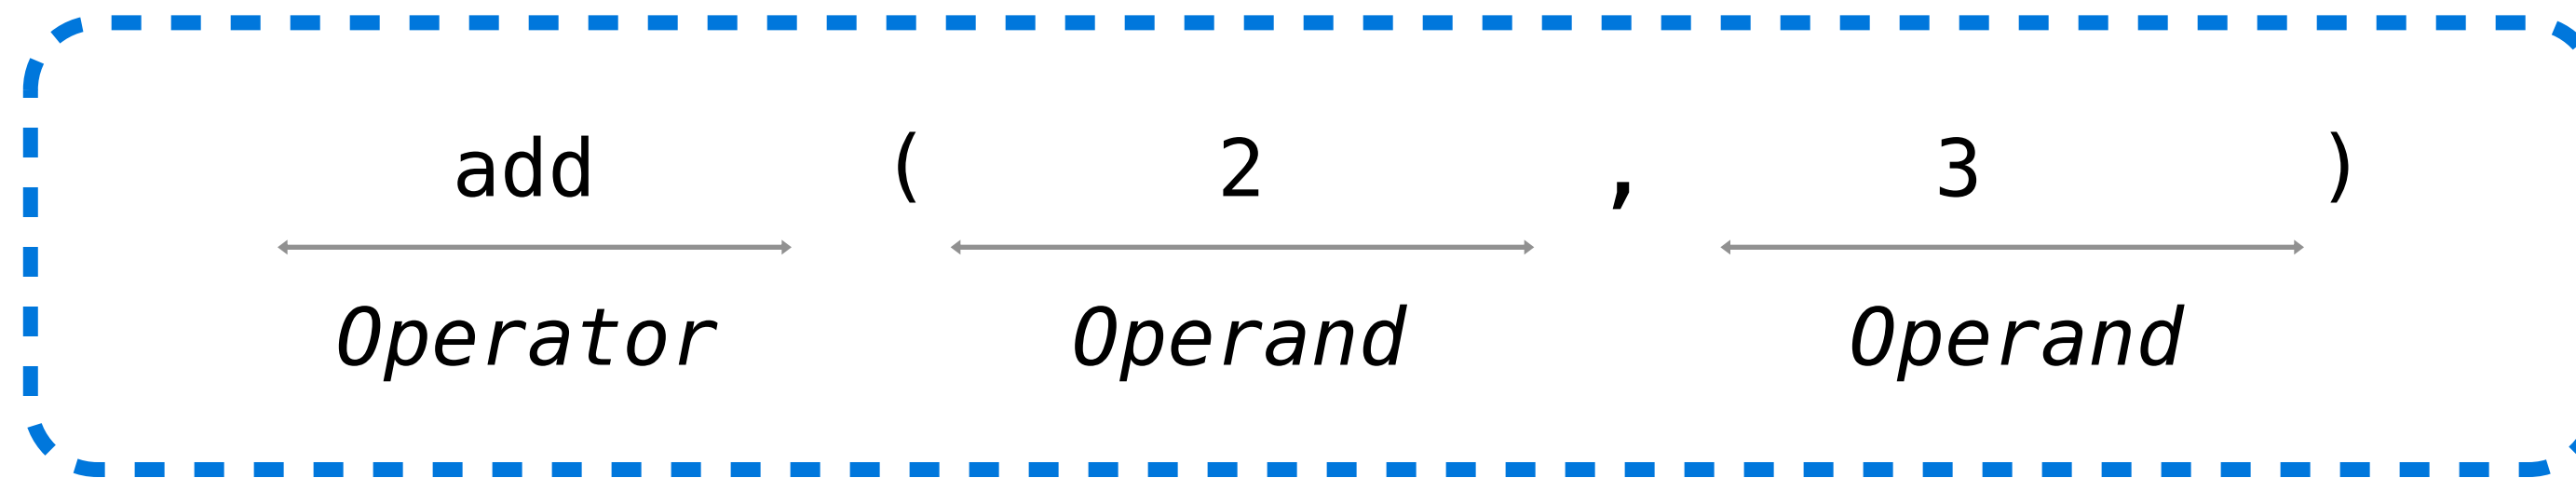 add ( 2 , 3 )
Operator Operand Operand